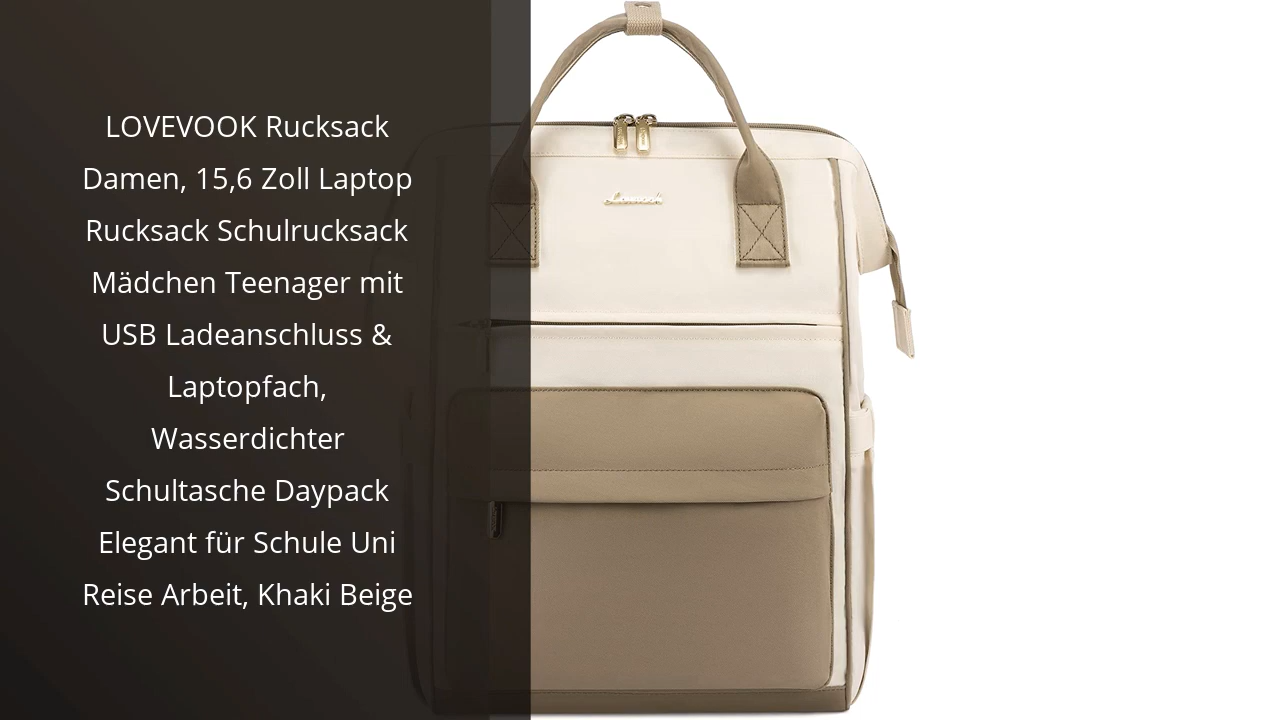 LOVEVOOK Rucksack
Damen, 15,6 Zoll Laptop
Rucksack Schulrucksack
Mädchen Teenager mit
USB Ladeanschluss &
Laptopfach,
Wasserdichter
Schultasche Daypack
Elegant für Schule Uni
Reise Arbeit, Khaki Beige
Lovevook